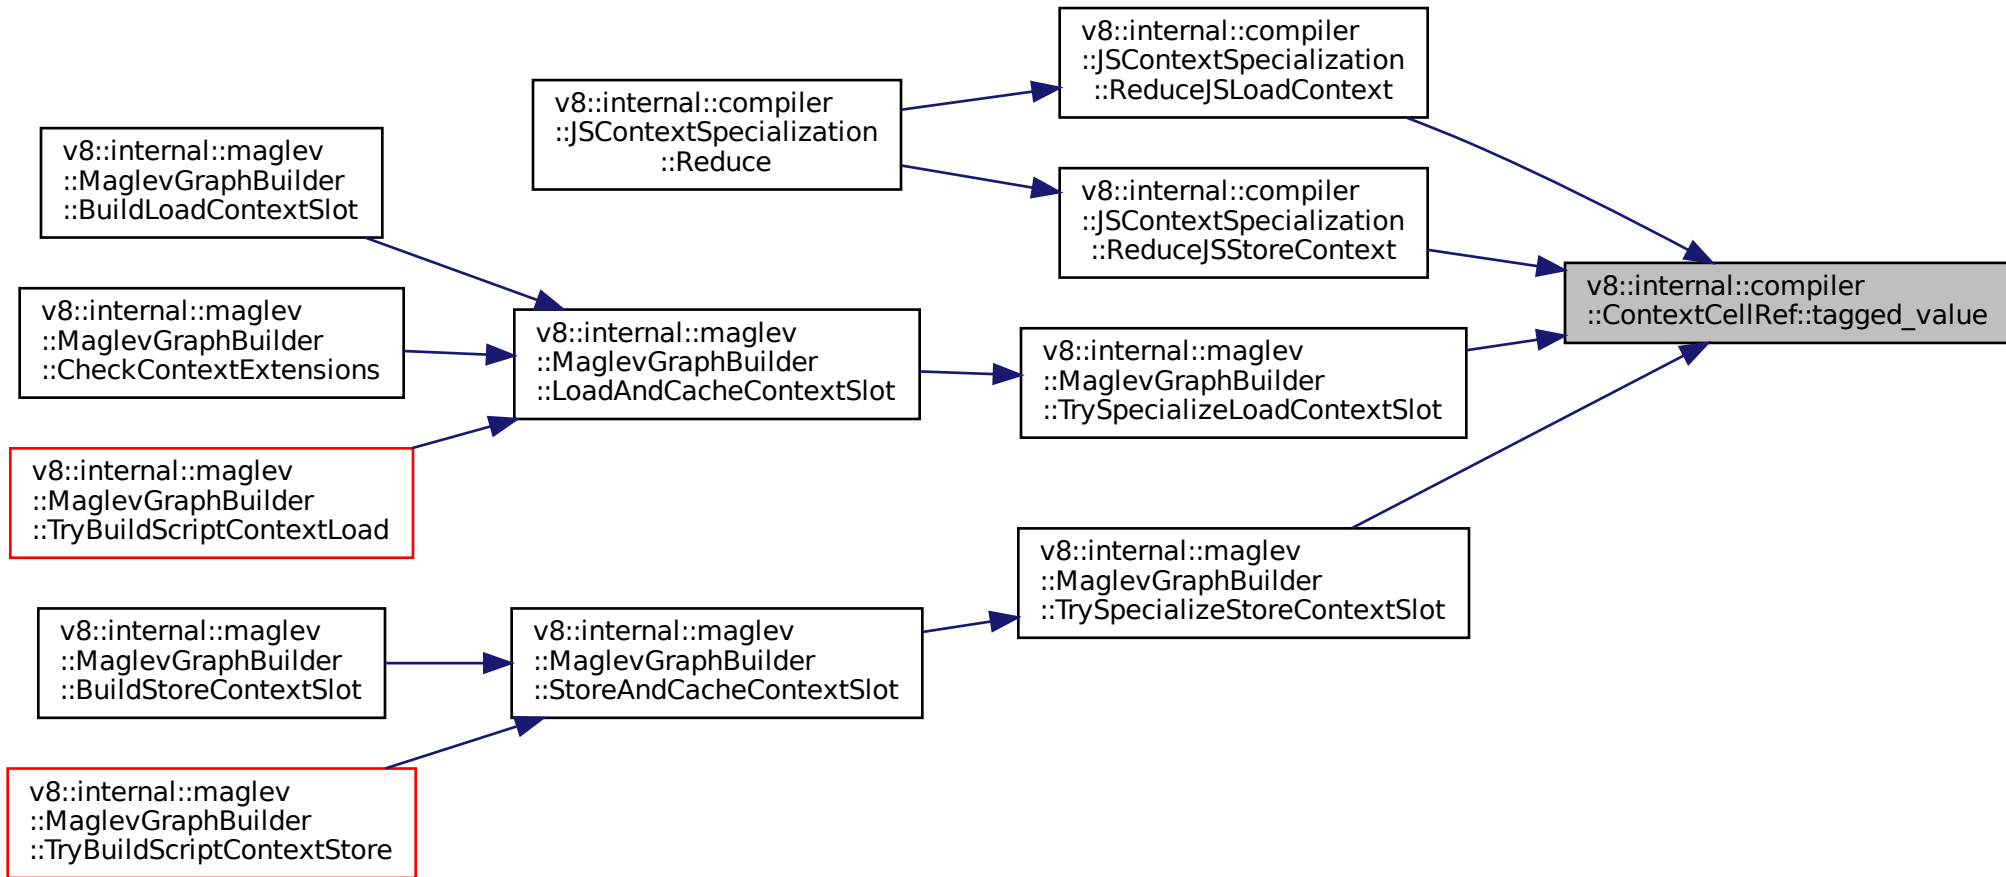 v8::internal::compiler
::JSContextSpecialization
::ReduceJSLoadContext
v8::internal::compiler
::JSContextSpecialization
::Reduce
v8::internal::maglev
::MaglevGraphBuilder
::BuildLoadContextSlot
v8::internal::compiler
::JSContextSpecialization
::ReduceJSStoreContext
v8::internal::compiler
::ContextCellRef::tagged_value
v8::internal::maglev
::MaglevGraphBuilder
::CheckContextExtensions
v8::internal::maglev
::MaglevGraphBuilder
::LoadAndCacheContextSlot
v8::internal::maglev
::MaglevGraphBuilder
::TrySpecializeLoadContextSlot
v8::internal::maglev
::MaglevGraphBuilder
::TryBuildScriptContextLoad
v8::internal::maglev
::MaglevGraphBuilder
::TrySpecializeStoreContextSlot
v8::internal::maglev
::MaglevGraphBuilder
::BuildStoreContextSlot
v8::internal::maglev
::MaglevGraphBuilder
::StoreAndCacheContextSlot
v8::internal::maglev
::MaglevGraphBuilder
::TryBuildScriptContextStore